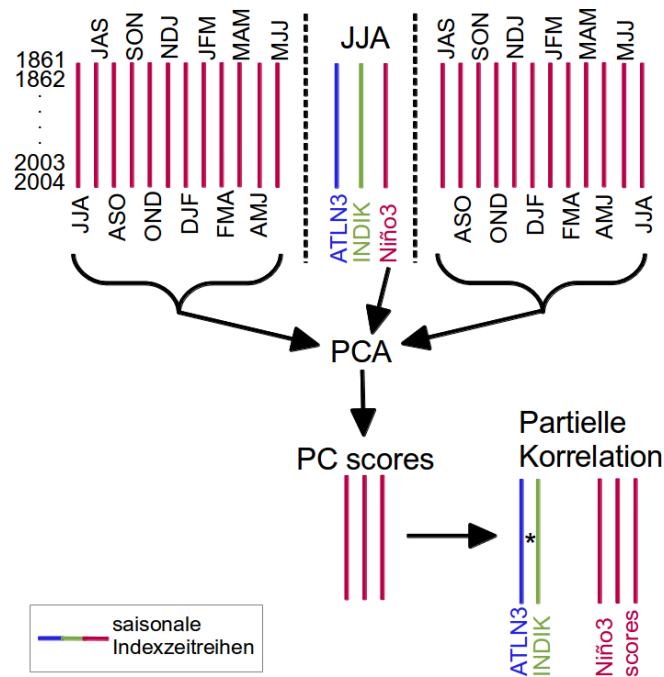 JAS SON NDJ JFM MAM MJJ
JJA
JAS SON NDJ JFM MAM MJJ
1861
1862
.
.
.
.
2003
2004
JJA ASO OND DJF FMA AMJ
ATLN3
INDIK
Niño3
ASO OND DJF FMA AMJ JJA
PCA
PC scores
Partielle
Korrelation
*
ATLN3
INDIK
Niño3
scores
saisonale
Indexzeitreihen